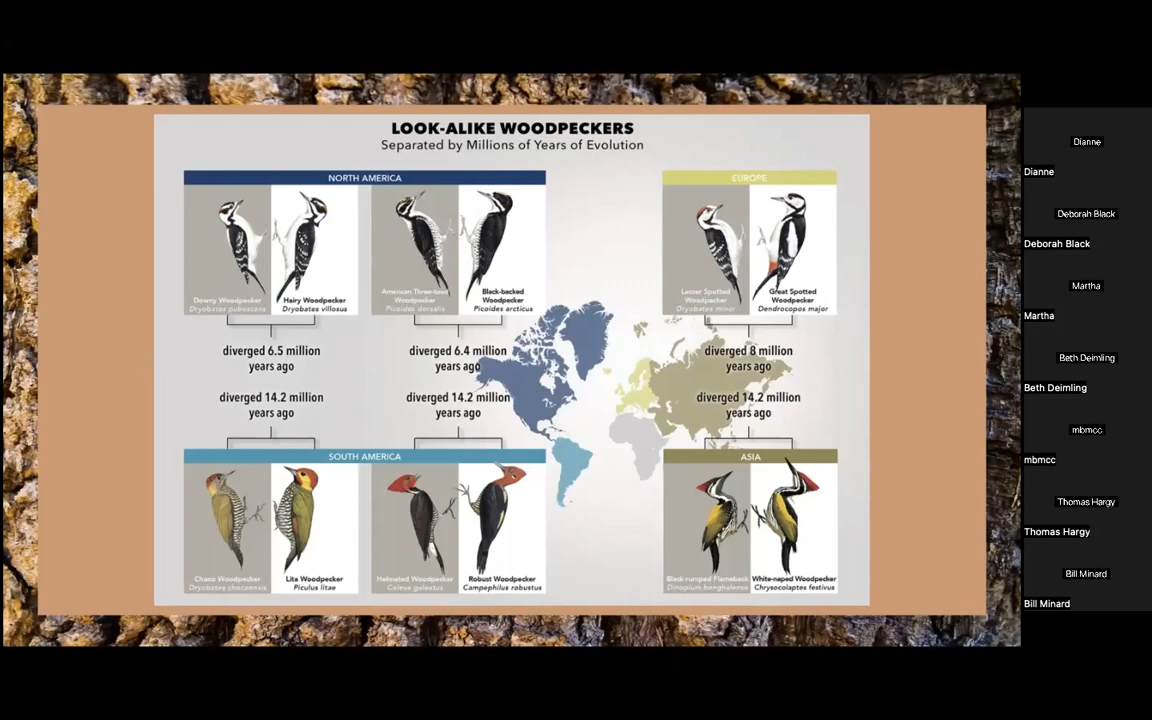 LOOK-ALIKE WOODPECKERS
Separated by Millions of Years of Evolution
NORTH AMERICA
Downy Woodpecker
Dryobates pubescens
Hairy Woodpecker
Dryobates villosus
American Three-toed
Woodpecker
Picoides dorsalis
Black-backed
Woodpecker
Picoides arcticus
EUROPE
Lesser Spotted
Woodpecker
Dryobates minor
Great Spotted
Woodpecker
Dendrocopos major
diverged 6.5 million
years ago
diverged 6.4 million
years ago
diverged 8 million
years ago
diverged 14.2 million
years ago
diverged 14.2 million
years ago
diverged 14.2 million
years ago
SOUTH AMERICA
Chaco Woodpecker
Dryobates chacoensis
Lita Woodpecker
Piculus litae
Helmeted Woodpecker
Celeus galeatus
Robust Woodpecker
Campephilus robustus
ASIA
Black-rumped Flameback
Dinopium benghalense
White-naped Woodpecker
Chrysocolaptes festivus
Dianne
Dianne
Deborah Black
Deborah Black
Martha
Martha
Beth Deimling
Beth Deimling
mbmcc
mbmcc
Thomas Hargy
Thomas Hargy
Bill Minard
Bill Minard